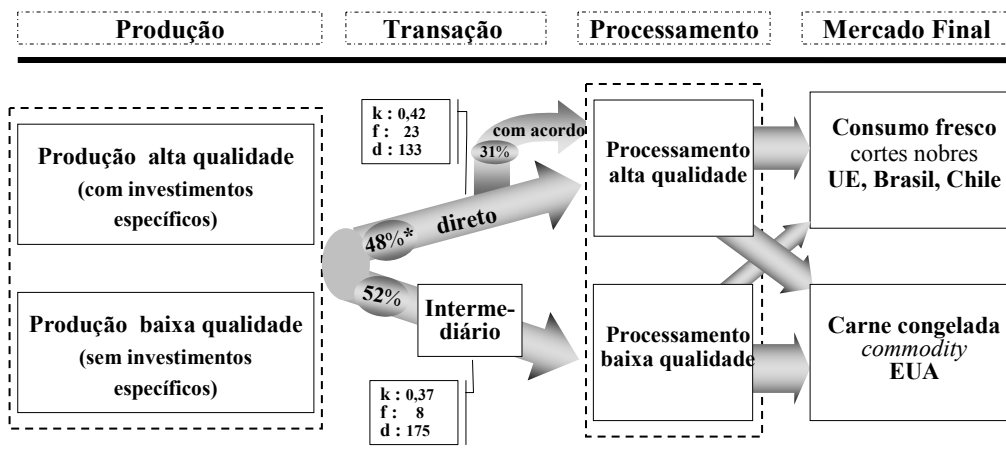 Produção
Transação
Processamento
Mercado Final
Produção alta qualidade
(com investimentos
específicos)
Produção baixa qualidade
(sem investimentos
específicos)
k : 0,42
f : 23
d : 133
com acordo
31%
48%*
direto
52%
Interme-
diário
k : 0,37
f : 8
d : 175
Processamento
alta qualidade
Processamento
baixa qualidade
Consumo fresco
cortes nobres
UE, Brasil, Chile
Carne congelada
commodity
EUA